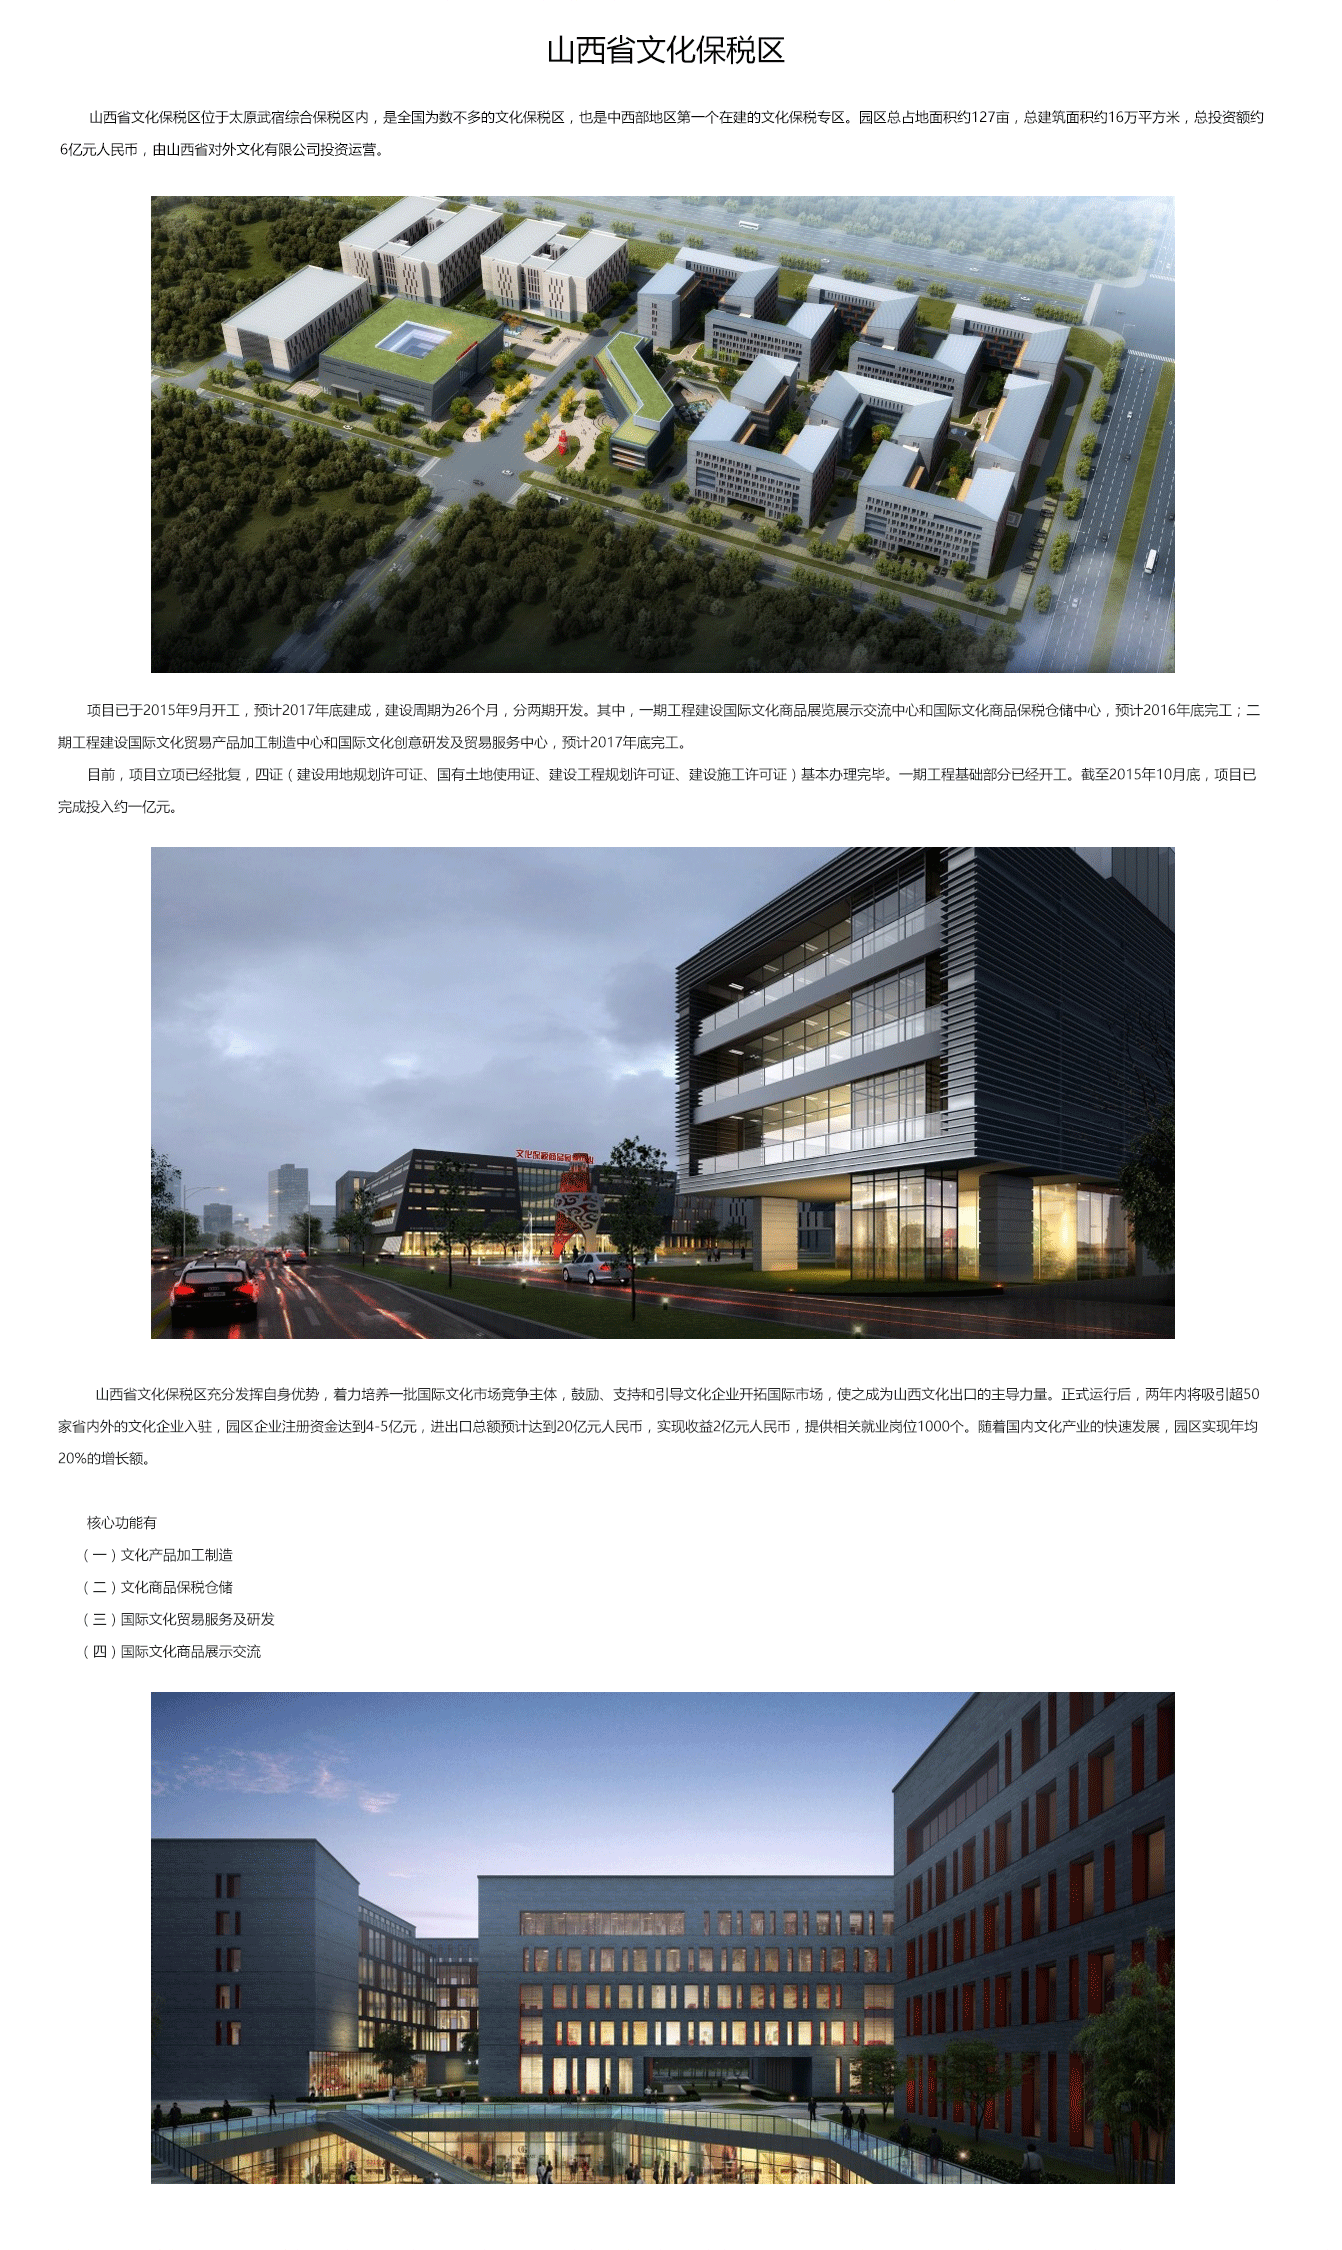 山西省文化保税区
山西省文化保税区位于太原武宿综合保税区内，是全国为数不多的文化保税区，也是中西部地区第一个在建的文化保税专区。园区总占地面积约127亩，总建筑面积约16万平方米，总投资额约
6亿元人民币，由山西省对外文化有限公司投资运营。
项目已于2015年9月开工，预计2017年底建成，建设周期为26个月，分两期开发。其中，一期工程建设国际文化商品展览展示交流中心和国际文化商品保税仓储中心，预计2016年底完工；二
期工程建设国际文化贸易产品加工制造中心和国际文化创意研发及贸易服务中心，预计2017年底完工。
目前，项目立项已经批复，四证（建设用地规划许可证、国有土地使用证、建设工程规划许可证、建设施工许可证）基本办理完毕。一期工程基础部分已经开工。截至2015年10月底，项目已
完成投入约一亿元。
文化保税商品
山西省文化保税区充分发挥自身优势，着力培养一批国际文化市场竞争主体，鼓励、支持和引导文化企业开拓国际市场，使之成为山西文化出口的主导力量。正式运行后，两年内将吸引超50
家省内外的文化企业入驻，园区企业注册资金达到4-5亿元，进出口总额预计达到20亿元人民币，实现收益2亿元人民币，提供相关就业岗位1000个。随着国内文化产业的快速发展，园区实现年均
20%的增长额。
核心功能有
（一）文化产品加工制造
（二）文化商品保税仓储
（三）国际文化贸易服务及研发
（四）国际文化商品展示交流